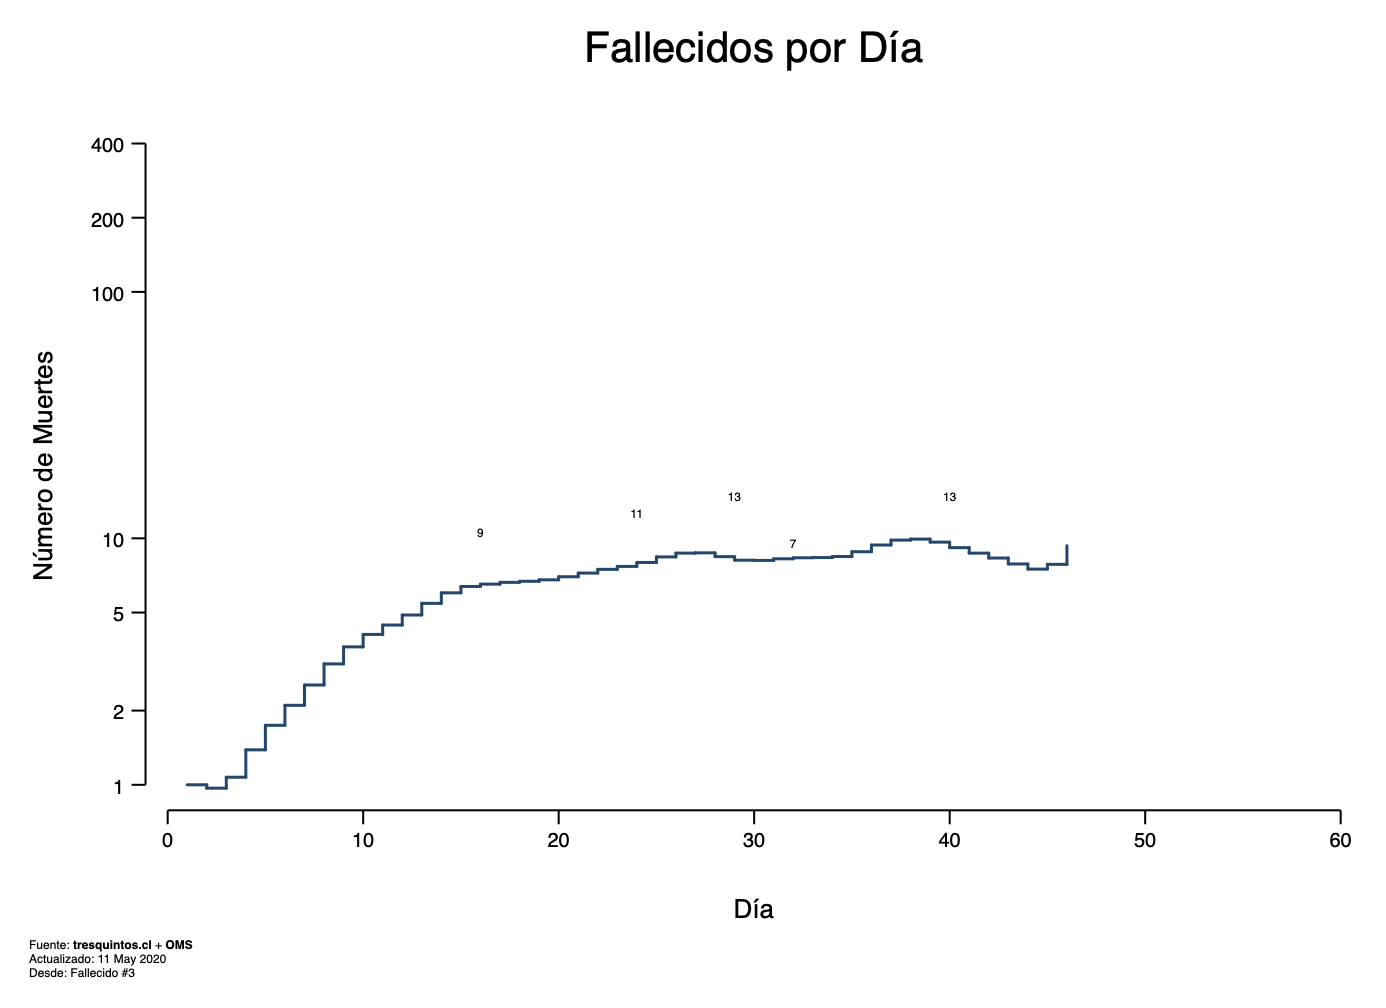 Fallecidos por Día
Número de Muertes
400
200
100
10
5
2
1
9
11
13
7
13
0 10 20 30 40 50 60
Día
Fuente: tresquintos.cl + OMS
Actualizado: 11 May 2020
Desde: Fallecido #3